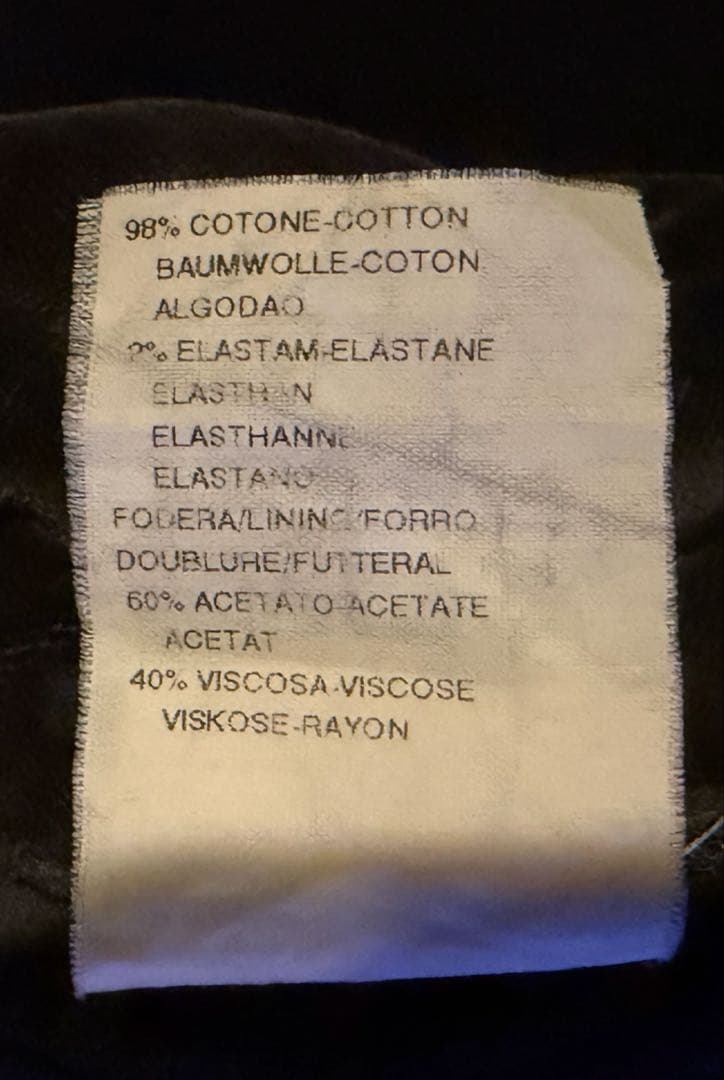 98% COTONE-COTTON
BAUMWOLLE-COTON
ALGODAO
2% ELASTAM-ELASTANE
ELASTHAN
ELASTHANNE
ELASTANO
FODERA/LINING/FORRO
DOUBLURE/FUTTERAL
60% ACETATO-ACETATE
ACETAT
40% VISCOSA-VISCOSE
VISKOSE-RAYON